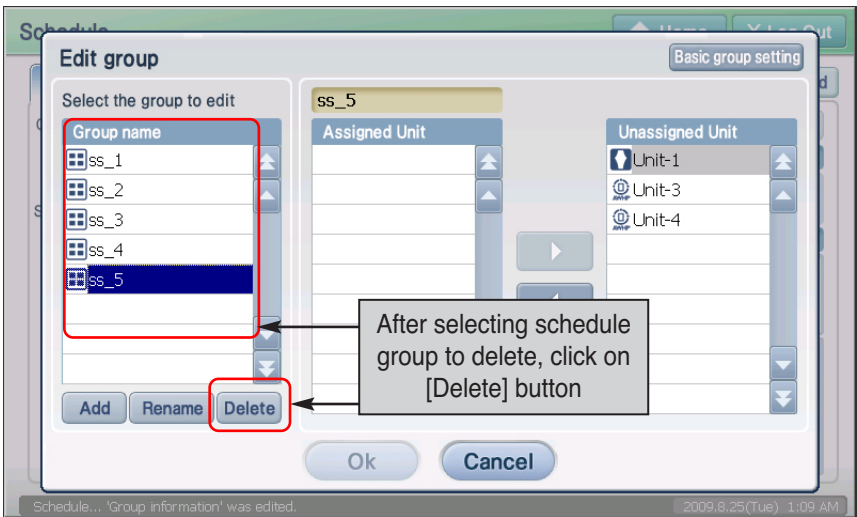 Schedule
Home
X Log Out
Edit group
Basic group setting
Select the group to edit
ss_5
Group name
Assigned Unit
Unassigned Unit
ss_1
Unit-1
ss_2
Unit-3
ss_3
Unit-4
ss_4
ss_5
After selecting schedule
group to delete, click on
[Delete] button
Add
Rename
Delete
Ok
Cancel
Schedule... 'Group information' was edited.
2009.8.25(Tue) 1:09 AM